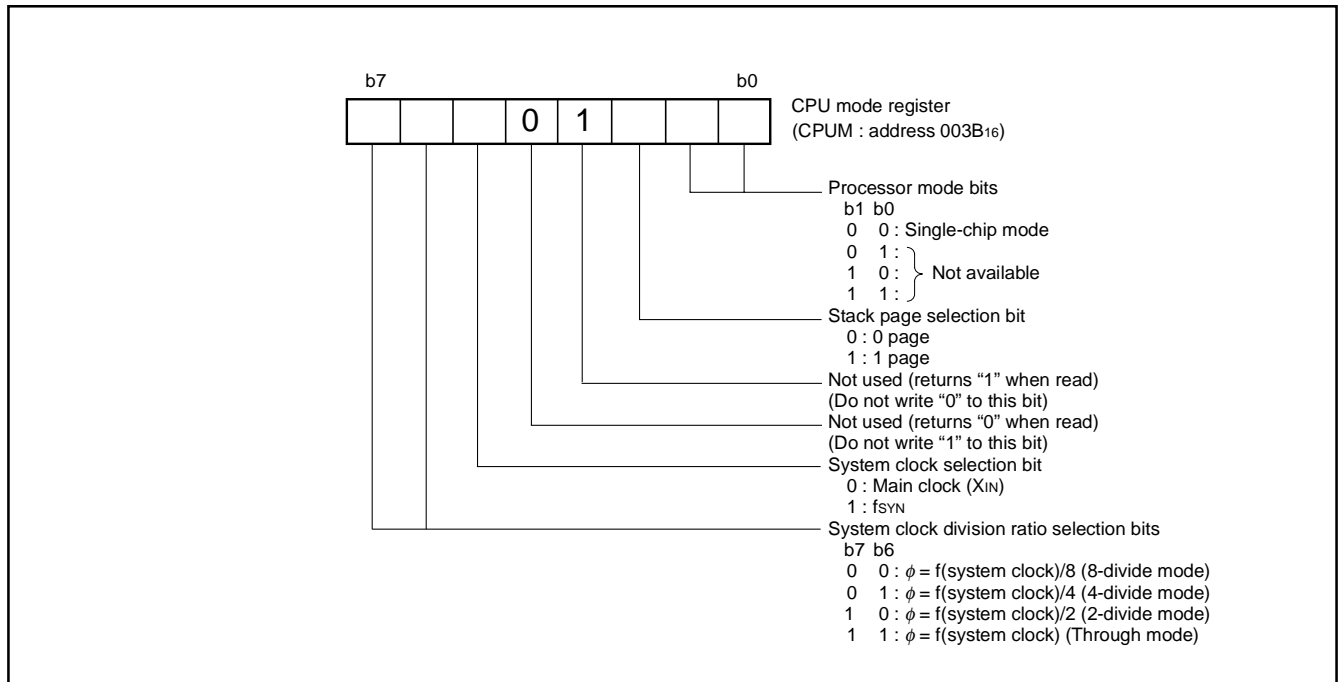 b7 b0
0 1
CPU mode register
(CPUM : address 003B16)
Processor mode bits
b1 b0
0 0 : Single-chip mode
0 1 :
1 0 : Not available
1 1 :
Stack page selection bit
0 : 0 page
1 : 1 page
Not used (returns “1” when read)
(Do not write “0” to this bit)
Not used (returns “0” when read)
(Do not write “1” to this bit)
System clock selection bit
0 : Main clock (XIN)
1 : fSYN
System clock division ratio selection bits
b7 b6
0 0 : ϕ = f(system clock)/8 (8-divide mode)
0 1 : ϕ = f(system clock)/4 (4-divide mode)
1 0 : ϕ = f(system clock)/2 (2-divide mode)
1 1 : ϕ = f(system clock) (Through mode)